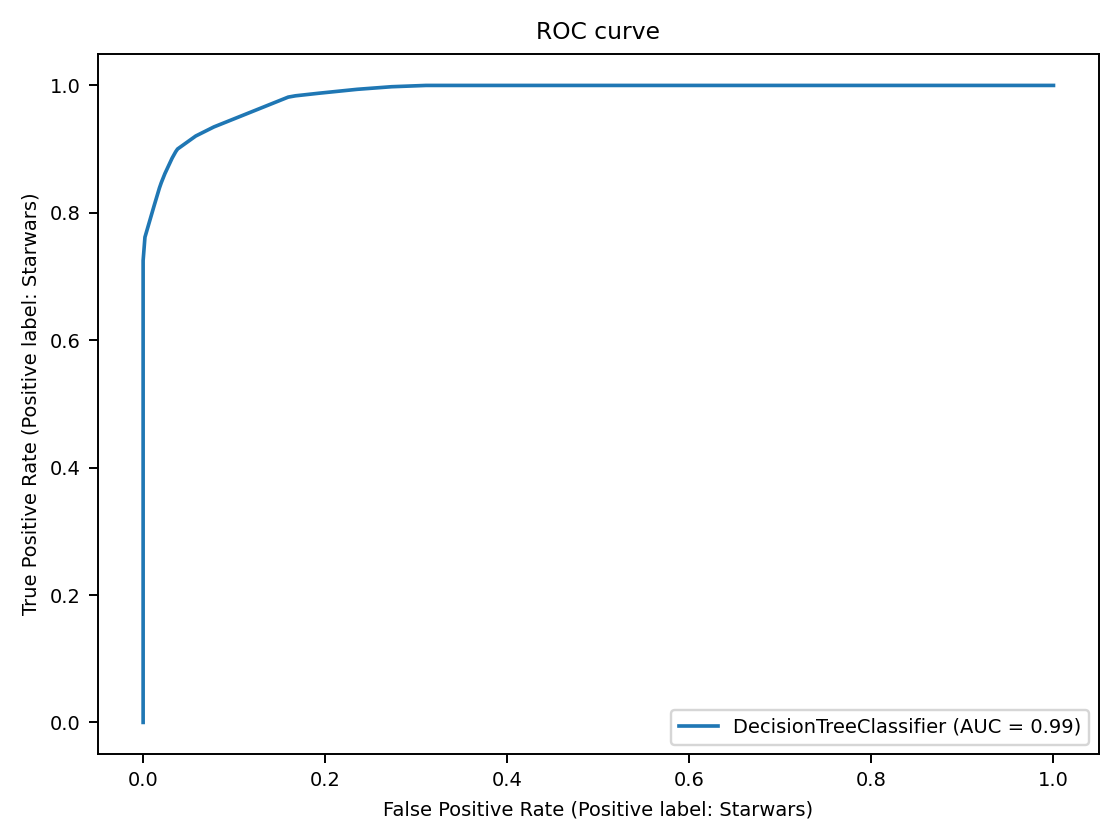 ROC curve
True Positive Rate (Positive label: Starwars)
1.0
0.8
0.6
0.4
0.2
0.0
DecisionTreeClassifier (AUC = 0.99)
0.0 0.2 0.4 0.6 0.8 1.0
False Positive Rate (Positive label: Starwars)